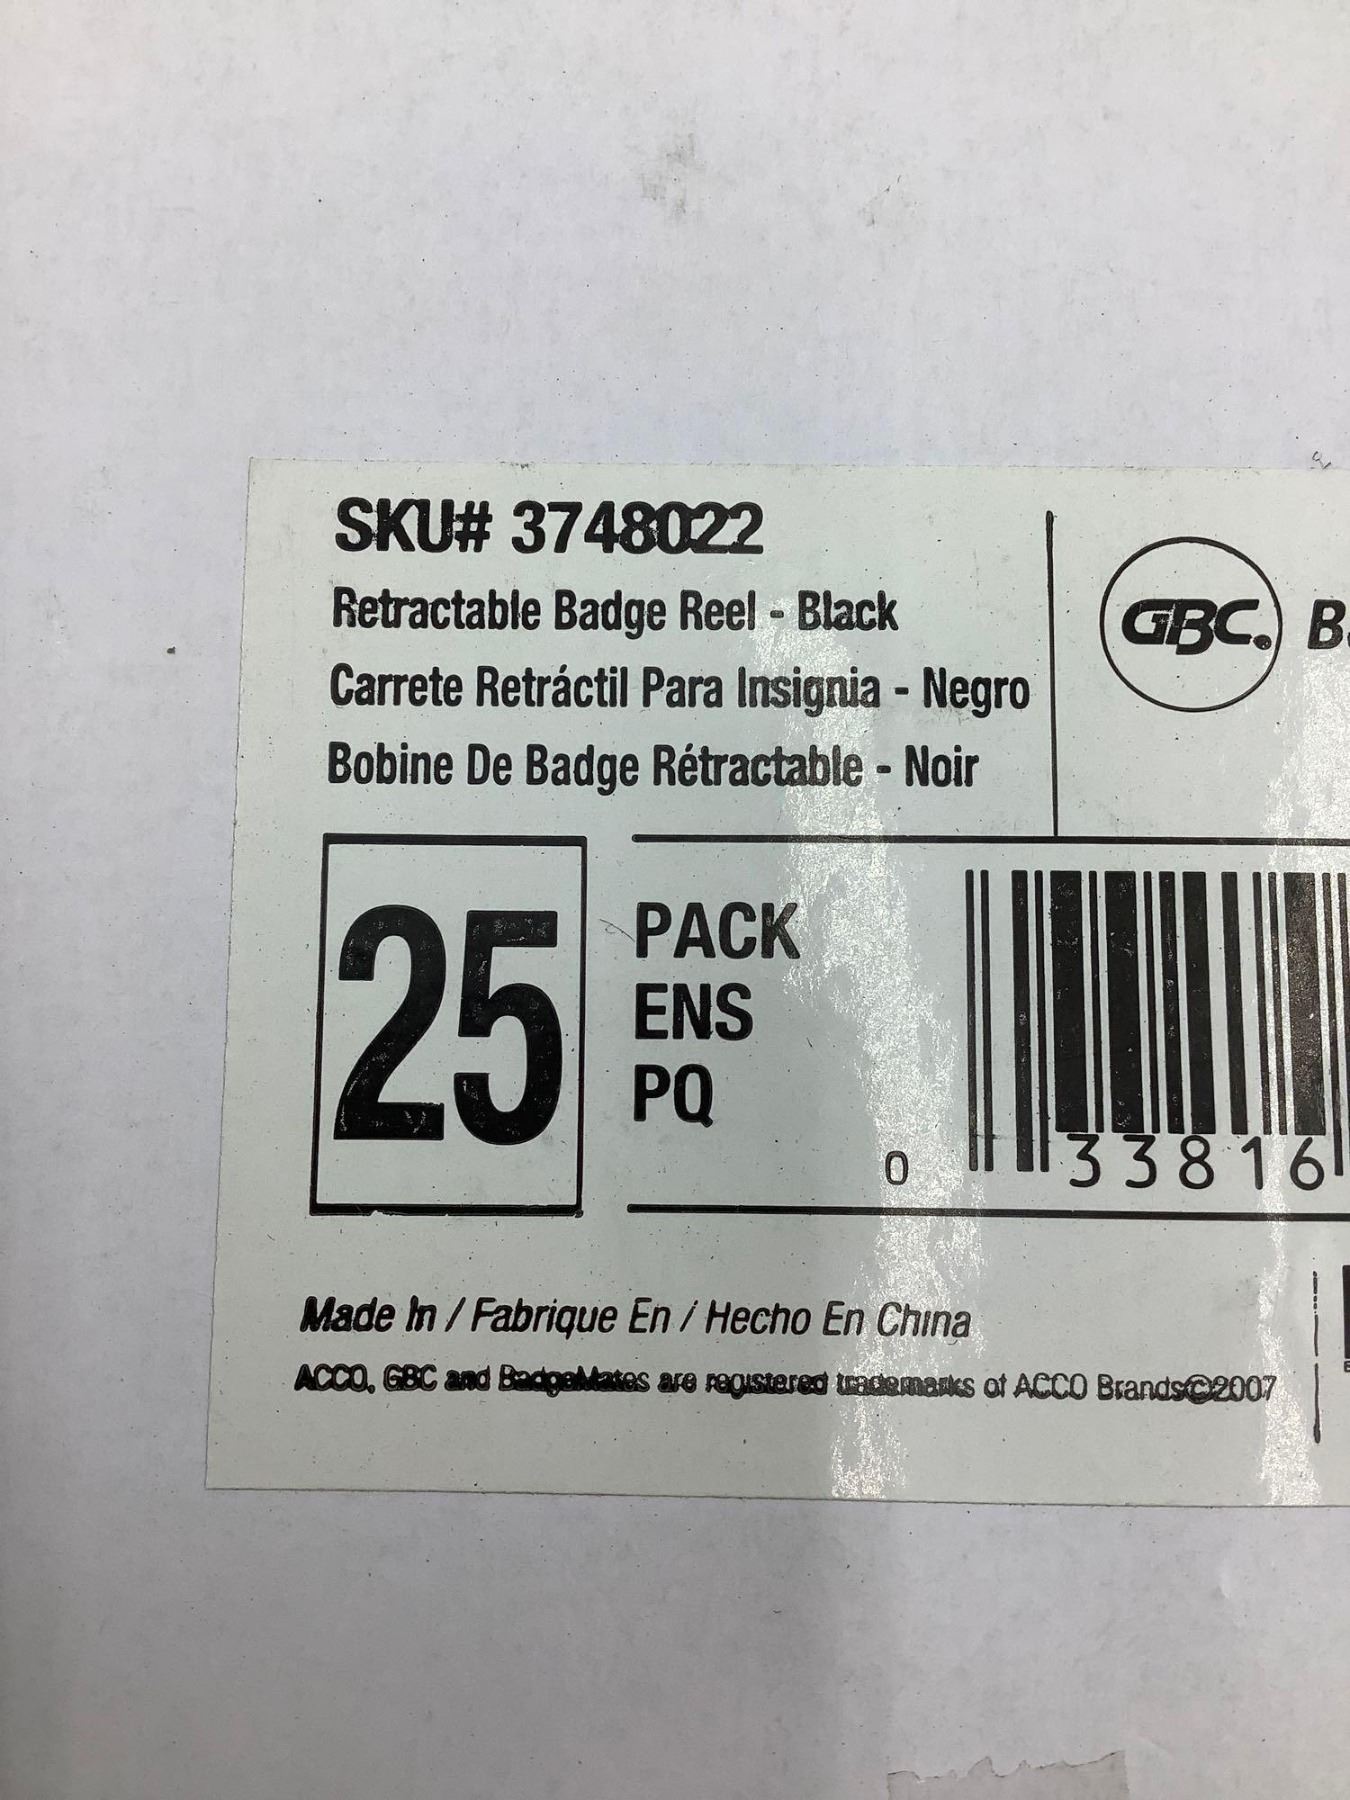 SKU# 3748022
Retractable Badge Reel - Black
Carrete Retráctil Para Insignia - Negro
Bobine De Badge Rétractable - Noir
GBC.
25
PACK
ENS
PQ
0 33816
Made In / Fabrique En / Hecho En China
ACCO, GBC and BadgeMates are registered trademarks of ACCO Brands©2007